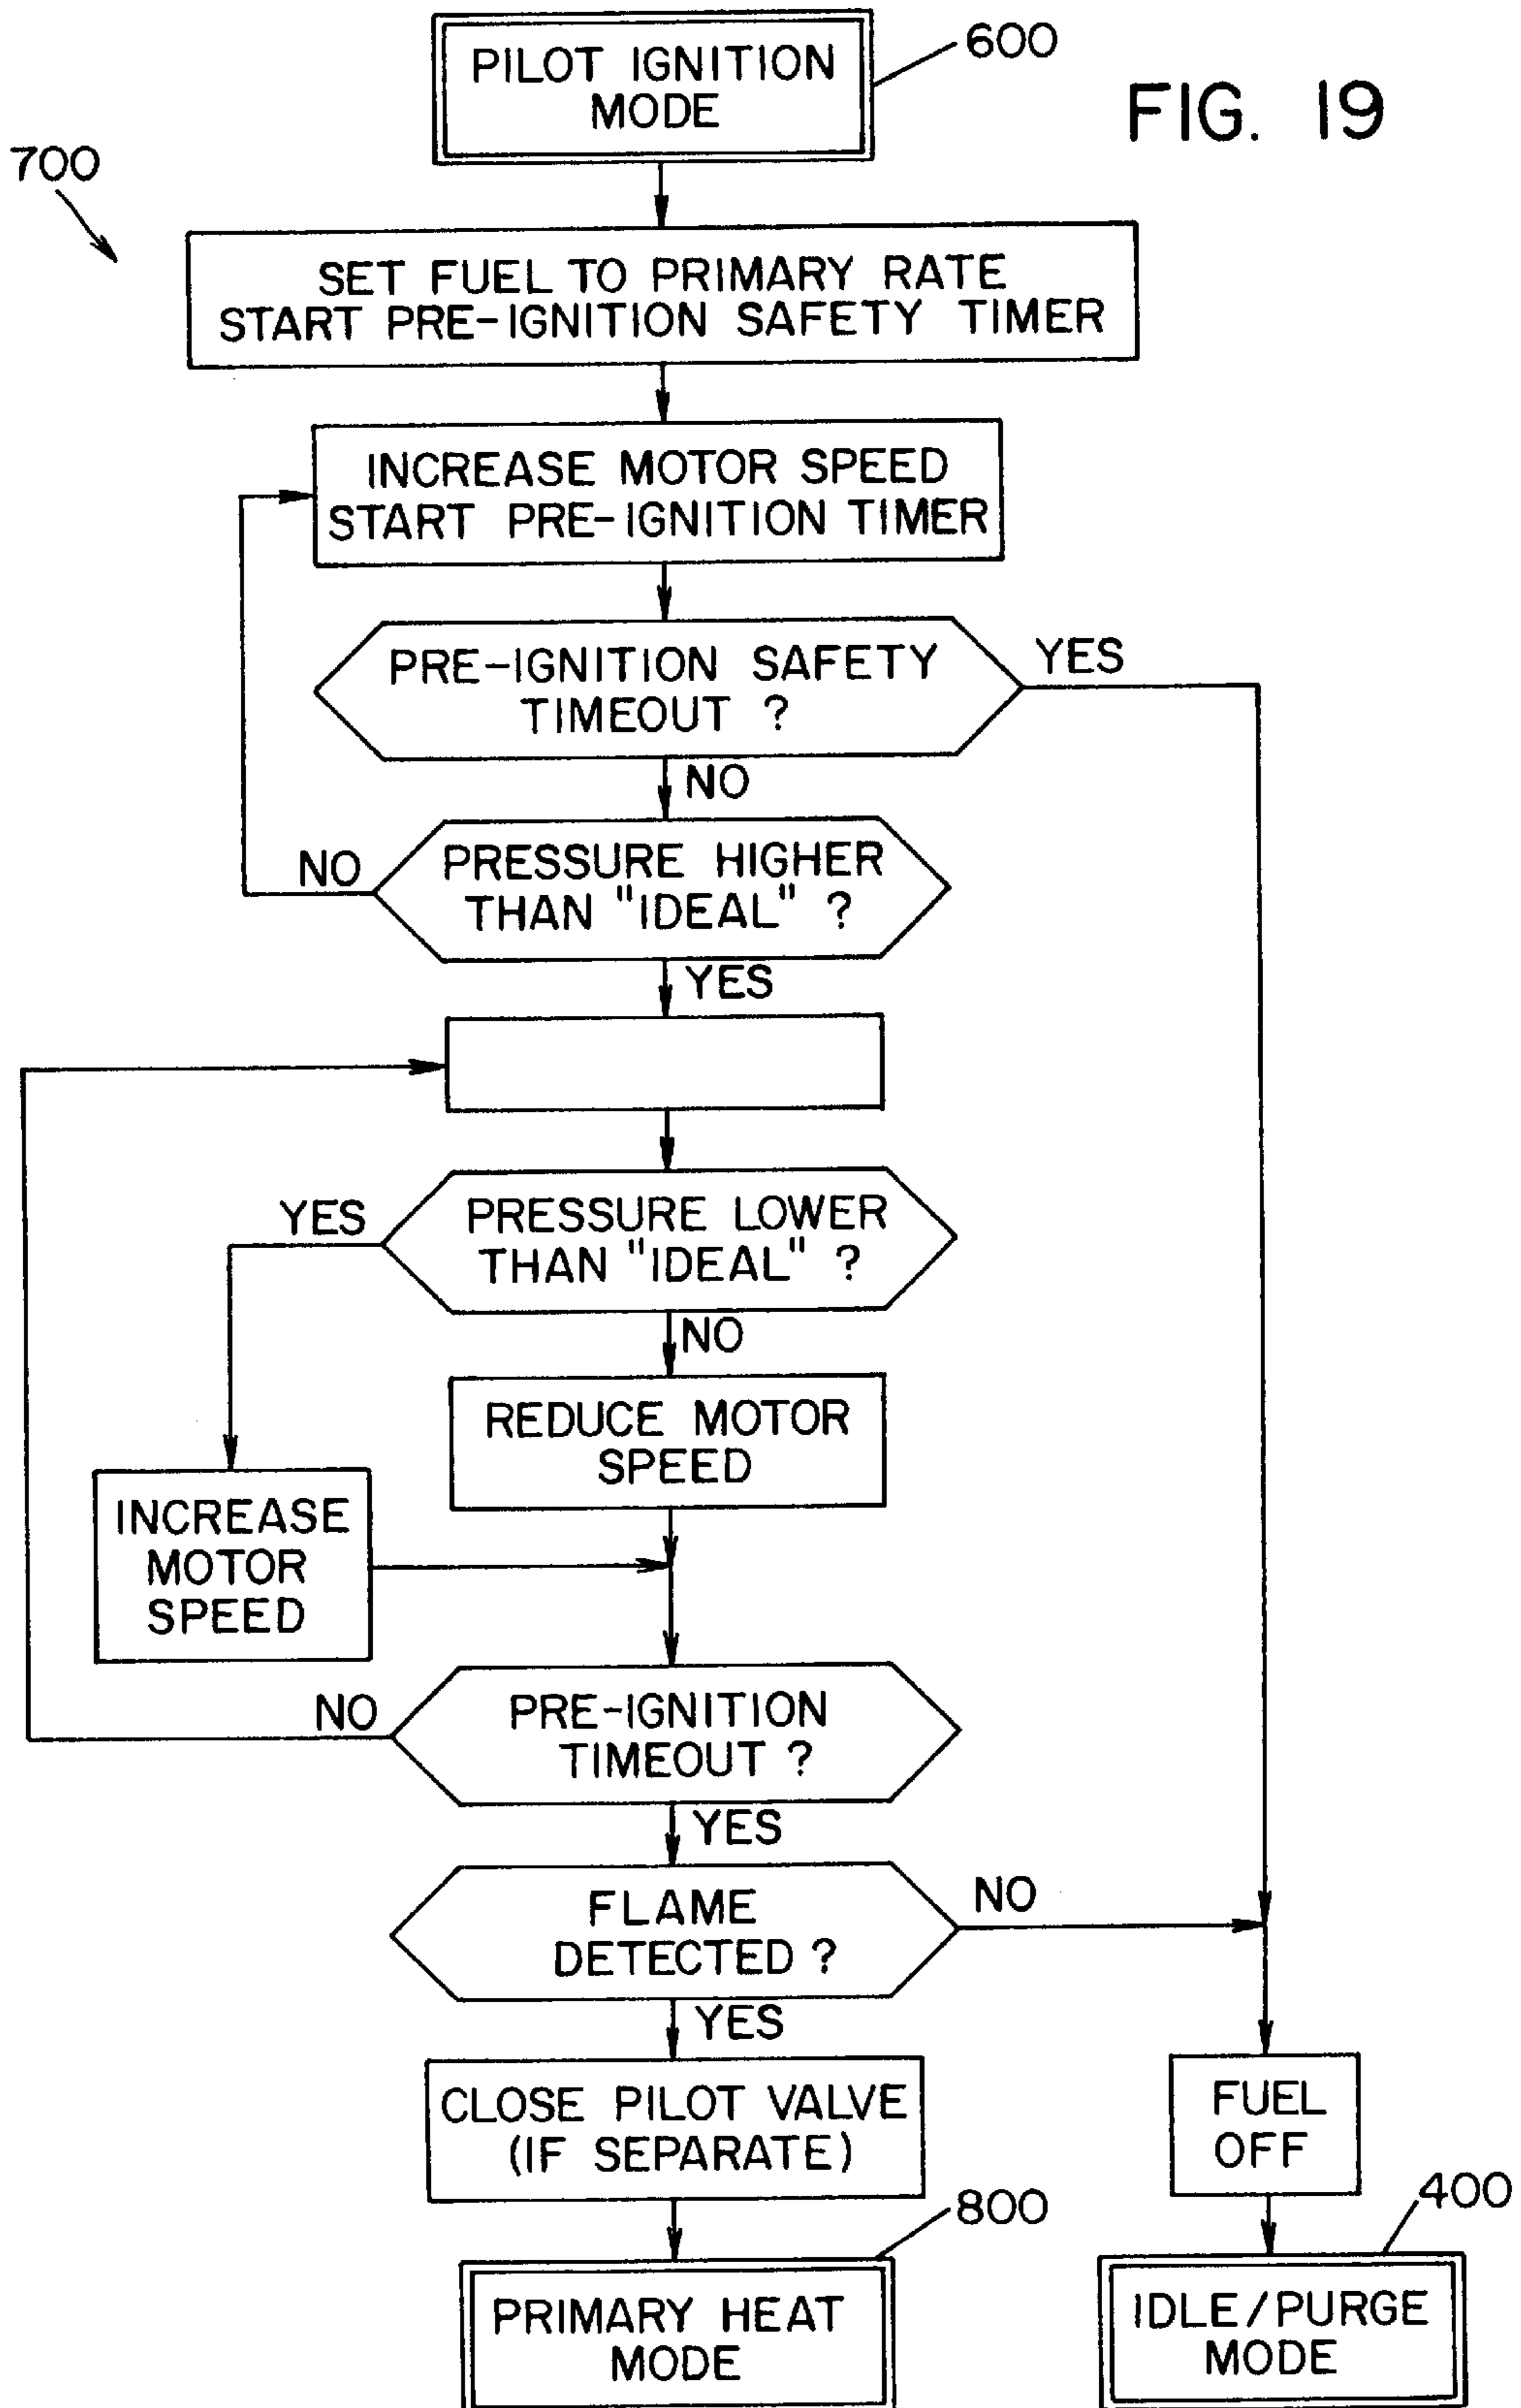 PILOT IGNITION
MODE
600
FIG. 19
700
SET FUEL TO PRIMARY RATE
START PRE-IGNITION SAFETY TIMER
INCREASE MOTOR SPEED
START PRE-IGNITION TIMER
PRE-IGNITION SAFETY
TIMEOUT ?
YES
NO
PRESSURE HIGHER
THAN "IDEAL" ?
NO
YES
PRESSURE LOWER
THAN "IDEAL" ?
YES
NO
REDUCE MOTOR
SPEED
INCREASE
MOTOR
SPEED
PRE-IGNITION
TIMEOUT ?
NO
YES
FLAME
DETECTED ?
NO
YES
CLOSE PILOT VALVE
(IF SEPARATE)
FUEL
OFF
800
400
PRIMARY HEAT
MODE
IDLE/PURGE
MODE